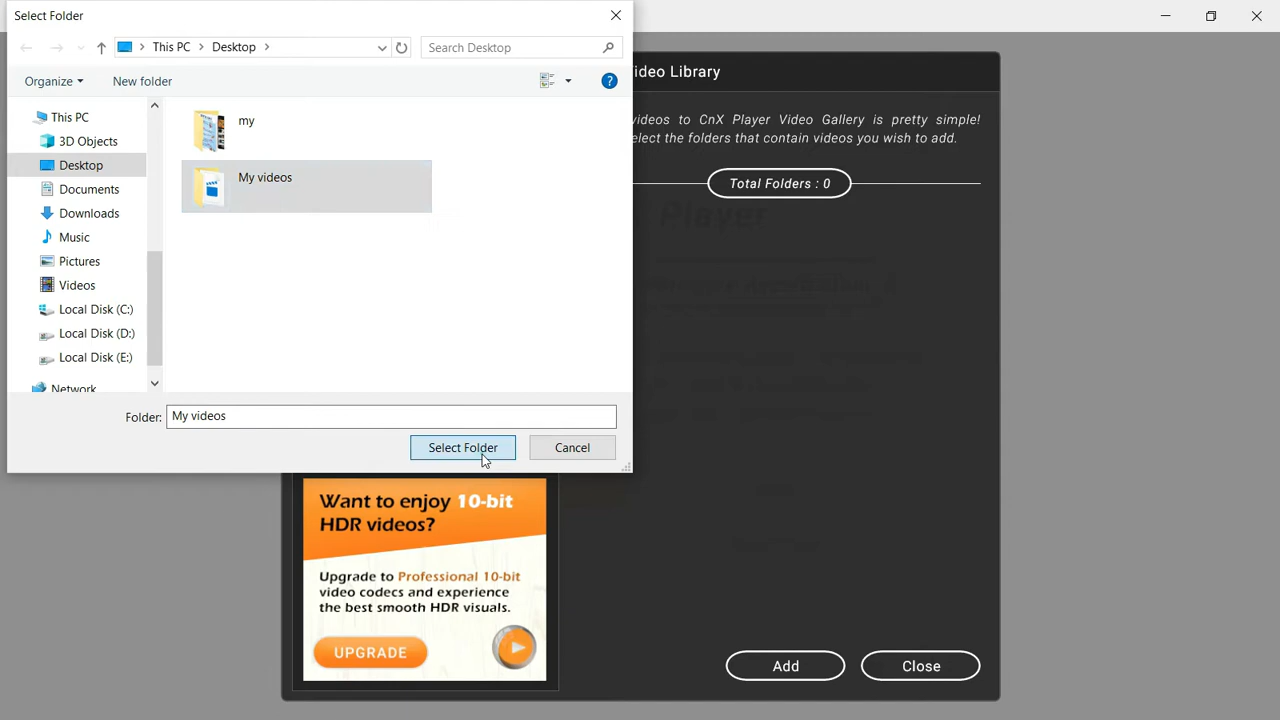 Select Folder
This PC
Desktop
Search Desktop
Organize
New folder
This PC
3D Objects
Desktop
Documents
Downloads
Music
Pictures
Videos
Local Disk (C:)
Local Disk (D:)
Local Disk (E:)
Network
my
My videos
Folder: My videos
Select Folder
Cancel
ideo Library
videos to CnX Player Video Gallery is pretty simple!
elect the folders that contain videos you wish to add.
Total Folders : 0
Player
Want to enjoy 10-bit
HDR videos?
Upgrade to Professional 10-bit
video codecs and experience
the best smooth HDR visuals.
UPGRADE
Add
Close